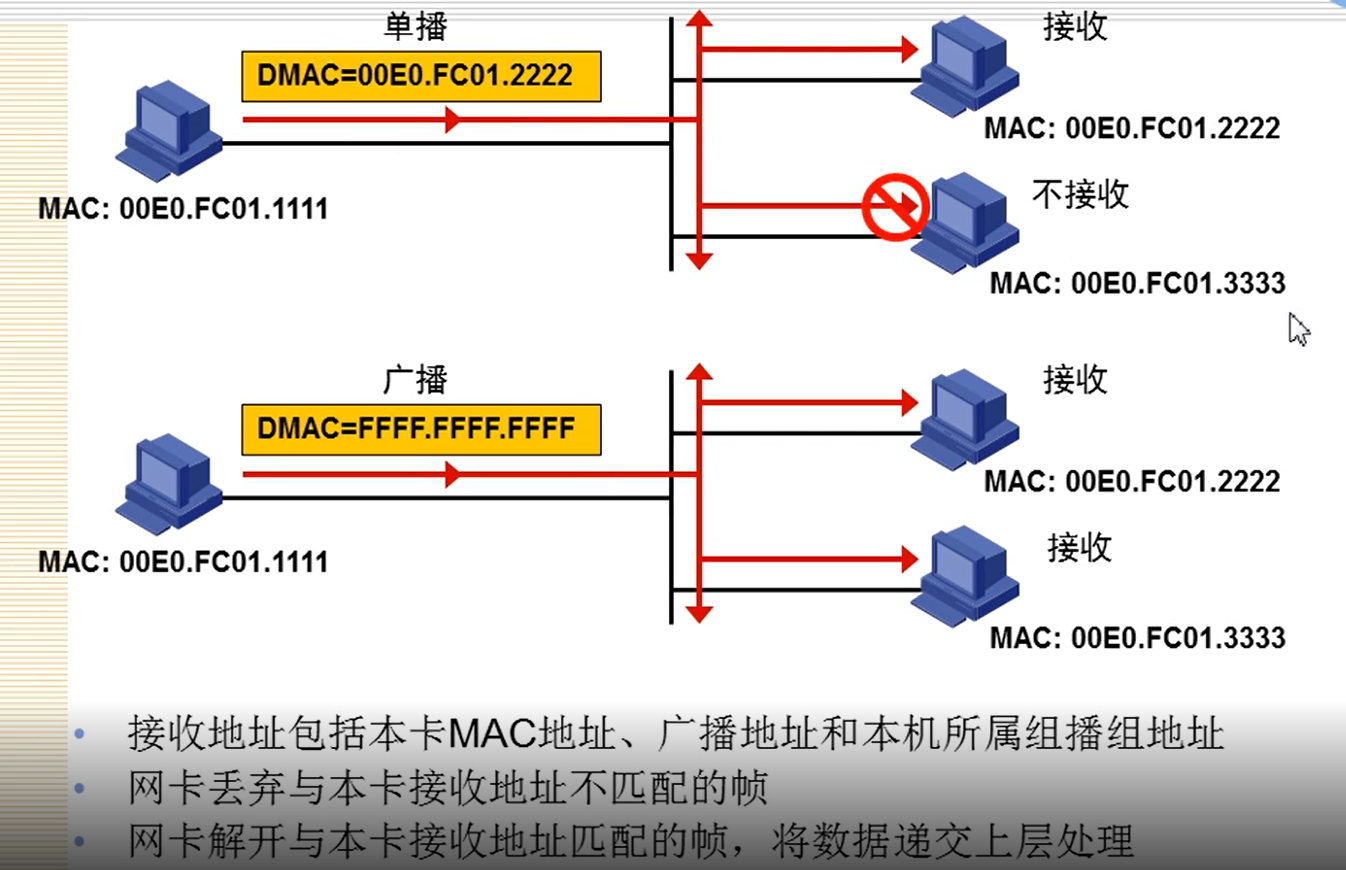 单播
接收
DMAC=00E0.FC01.2222
MAC: 00E0.FC01.2222
不接收
MAC: 00E0.FC01.1111
MAC: 00E0.FC01.3333
广播
接收
DMAC=FFFF.FFFF.FFFF
MAC: 00E0.FC01.2222
接收
MAC: 00E0.FC01.1111
MAC: 00E0.FC01.3333
• 接收地址包括本卡MAC地址、广播地址和本机所属组播组地址
• 网卡丢弃与本卡接收地址不匹配的帧
• 网卡解开与本卡接收地址匹配的帧，将数据递交上层处理